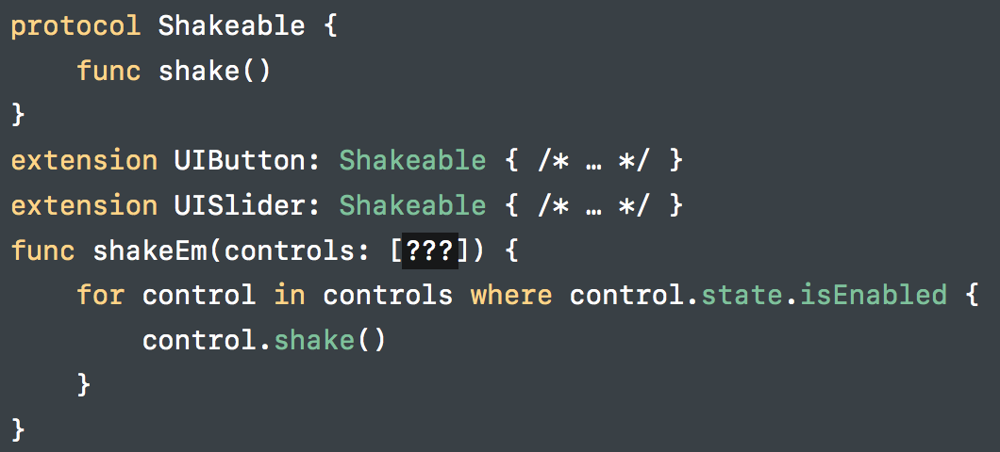 protocol Shakeable {
    func shake()
}
extension UIButton: Shakeable { /* … */ }
extension UISlider: Shakeable { /* … */ }
func shakeEm(controls: [???]) {
    for control in controls where control.state.isEnabled {
        control.shake()
    }
}